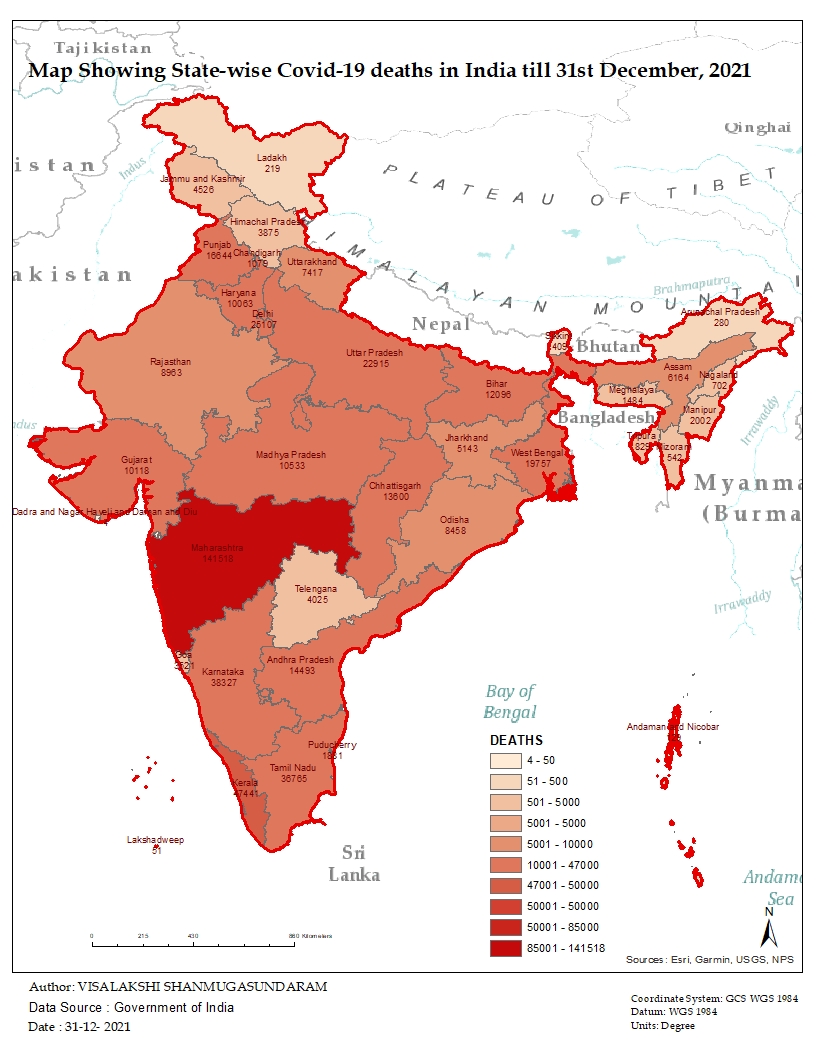 Tajikistan
Map Showing State-wise Covid-19 deaths in India till 31st December, 2021
Qinghai
istan
Indus
Ladakh
219
Jammu and Kashmir
4526
PLATEAU OF TIBET
Himachal Pradesh
3875
Punjab
16644
Chandigarh
1079
Uttarakhand
7417
HIMALAYAN MOUNTAI
akistan
Haryana
10063
Delhi
25107
Brahmaputra
Arunachal Pradesh
280
Nepal
Sikkim
409
Bhutan
Rajasthan
8963
Uttar Pradesh
22915
Bihar
12096
Assam
6164
Nagaland
702
Meghalaya
1484
Manipur
2002
Bangladesh
Tripura
825
Mizoram
542
Irrawaddy
ndus
Gujarat
10118
Madhya Pradesh
10533
Jharkhand
5143
West Bengal
19757
Chhattisgarh
13600
Myanma
(Burma
Dadra and Nagar Haveli and Daman and Diu
4
Odisha
8458
Maharashtra
141518
Telengana
4025
Irrawaddy
Goa
3521
Karnataka
38327
Andhra Pradesh
14493
Bay of
Bengal
Andaman and Nicobar
Puducherry
1881
Tamil Nadu
36765
Kerala
47441
Lakshadweep
51
Sri
Lanka
DEATHS
4 - 50
51 - 500
501 - 5000
5001 - 5000
5001 - 10000
10001 - 47000
47001 - 50000
50001 - 50000
50001 - 85000
85001 - 141518
Andama
Sea
N
0 215 430 860 Kilometers
Sources : Esri, Garmin, USGS, NPS
Author: VISALAKSHI SHANMUGASUNDARAM
Data Source : Government of India
Date : 31-12- 2021
Coordinate System: GCS WGS 1984
Datum: WGS 1984
Units: Degree